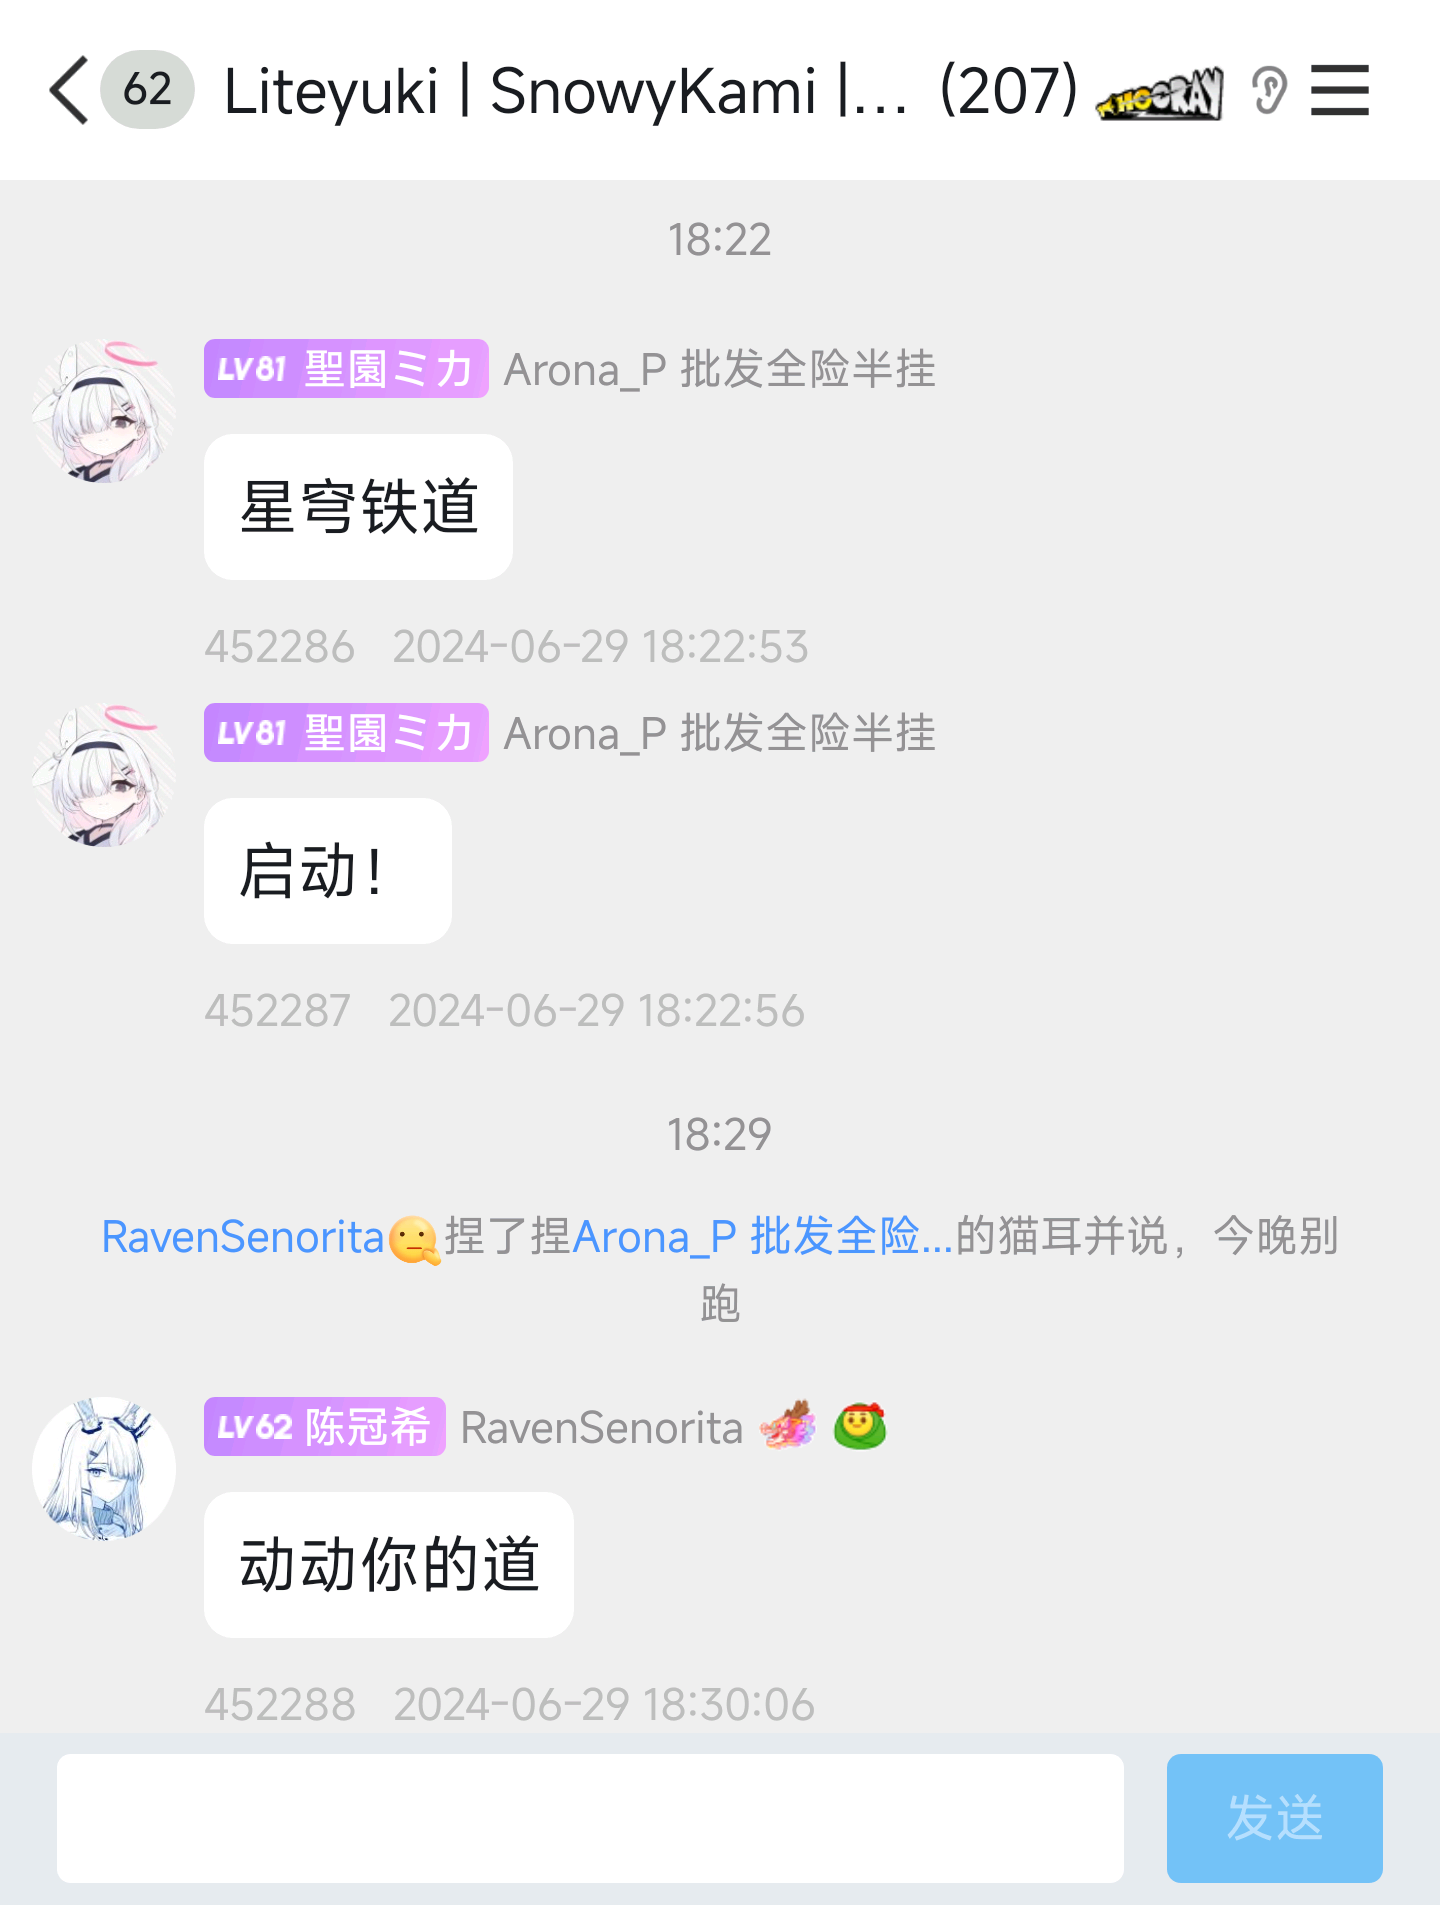 62 Liteyuki | SnowyKami |... (207) HOORAY
18:22
LV81 聖園ミカ Arona_P 批发全险半挂
星穹铁道
452286 2024-06-29 18:22:53
LV81 聖園ミカ Arona_P 批发全险半挂
启动！
452287 2024-06-29 18:22:56
18:29
RavenSenorita🫤捏了捏Arona_P 批发全险...的猫耳并说，今晚别
跑
LV62 陈冠希 RavenSenorita
动动你的道
452288 2024-06-29 18:30:06
发送